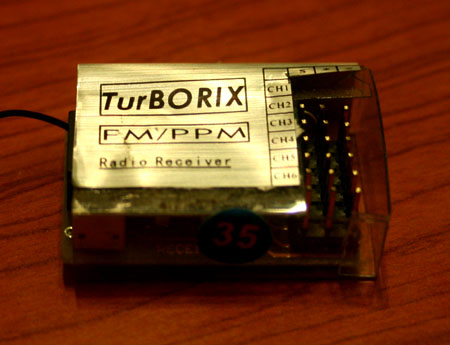 TurBORIX
FM/PPM
Radio Receiver
S + -
CH1
CH2
CH3
CH4
CH5
CH6
35